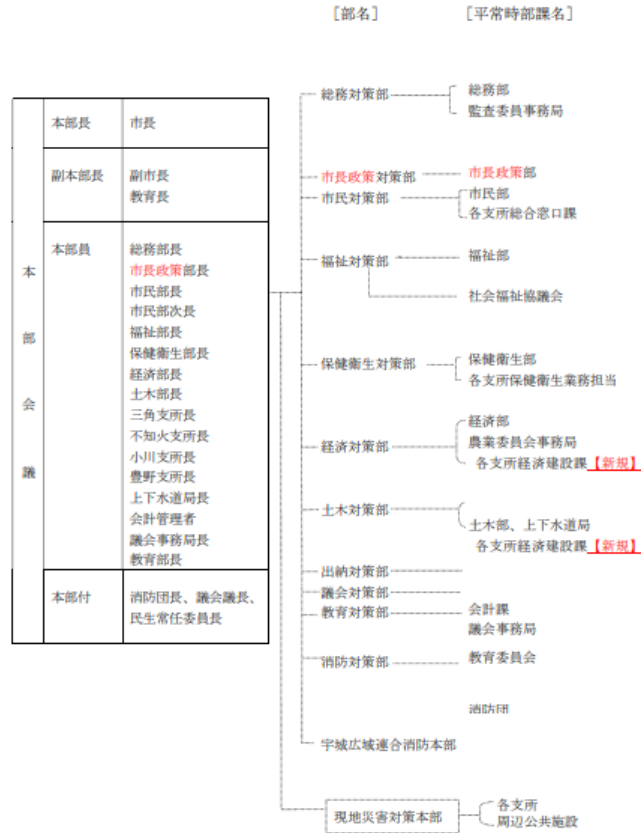 ［部名］ ［平常時部課名］
本部会議
本部長 市長
副本部長 副市長
教育長
本部員 総務部長
市長政策部長
市民部長
市民部次長
福祉部長
保健衛生部長
経済部長
土木部長
三角支所長
不知火支所長
小川支所長
豊野支所長
上下水道局長
会計管理者
議会事務局長
教育部長
本部付 消防団長、議会議長、
民生常任委員長
総務対策部 総務部
監査委員事務局
市長政策対策部 市長政策部
市民対策部 市民部
各支所総合窓口課
福祉対策部 福祉部
社会福祉協議会
保健衛生対策部 保健衛生部
各支所保健衛生業務担当
経済対策部 経済部
農業委員会事務局
各支所経済建設課【新規】
土木対策部
土木部、上下水道局
各支所経済建設課【新規】
出納対策部
議会対策部
教育対策部 会計課
議会事務局
消防対策部 教育委員会
消防団
宇城広域連合消防本部
現地災害対策本部 各支所
周辺公共施設